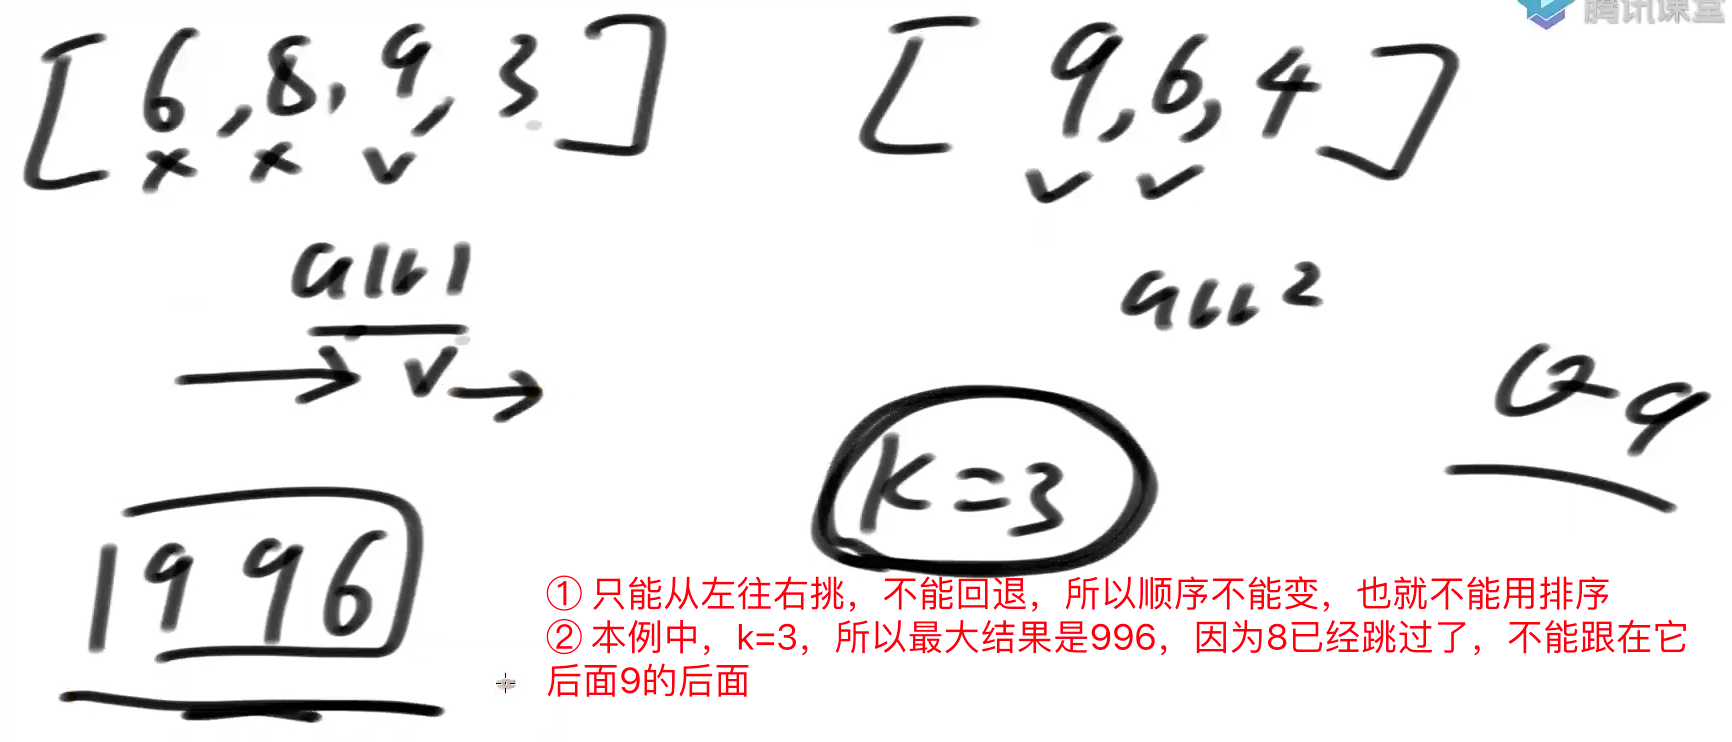 腾讯课堂
[6,8,9,3] [9,6,4]
x x v v v
arr1 arr2
v v
0-9
k=3
1996
① 只能从左往右挑，不能回退，所以顺序不能变，也就不能用排序
② 本例中，k=3，所以最大结果是996，因为8已经跳过了，不能跟在它
后面9的后面